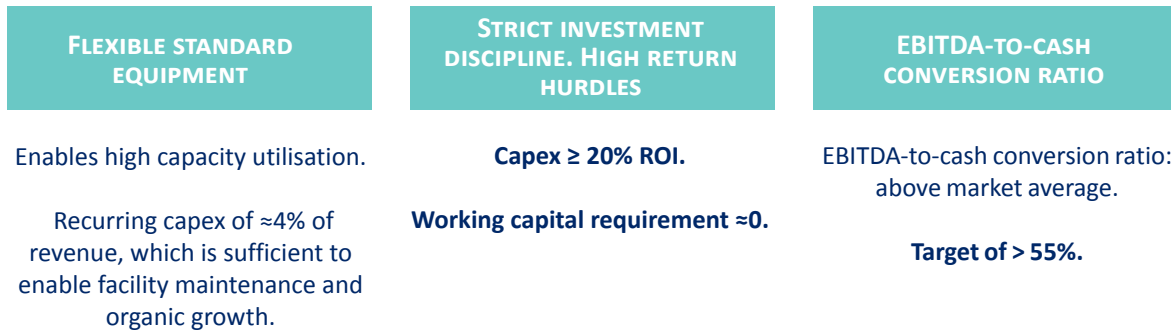 Flexible standard
equipment
Enables high capacity utilisation.
Recurring capex of ≈4% of
revenue, which is sufficient to
enable facility maintenance and
organic growth.
Strict investment
discipline. High return
hurdles
Capex ≥ 20% ROI.
Working capital requirement ≈0.
EBITDA-to-cash
conversion ratio
EBITDA-to-cash conversion ratio:
above market average.
Target of > 55%.